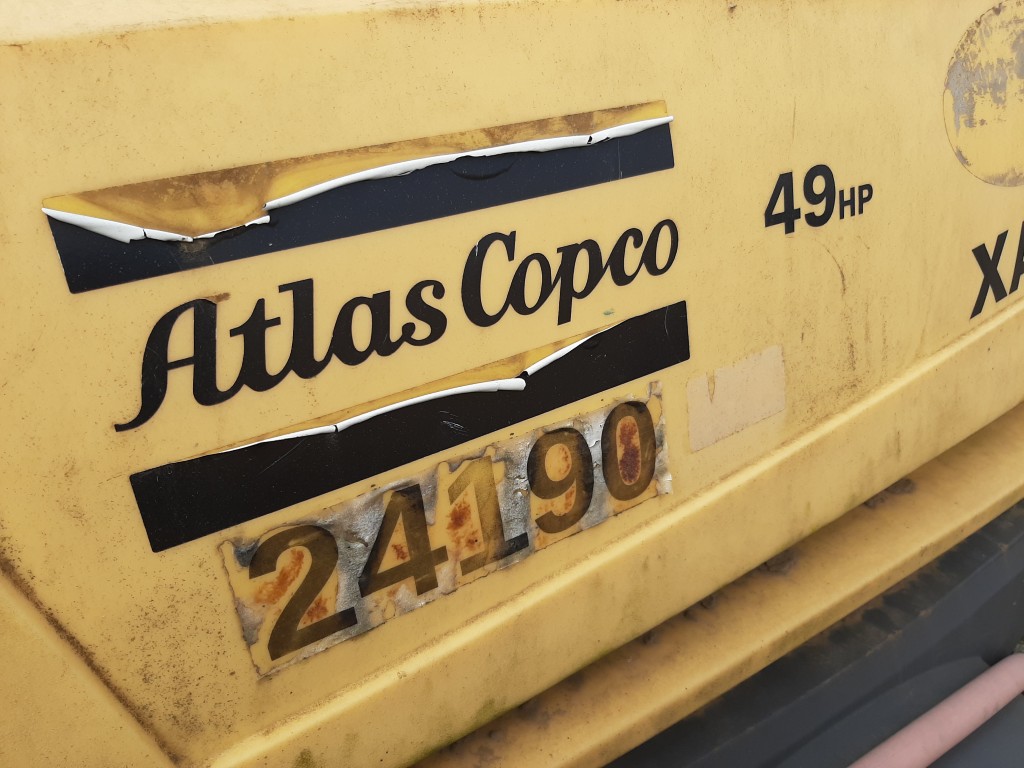 Atlas Copco
49HP
XA
24190